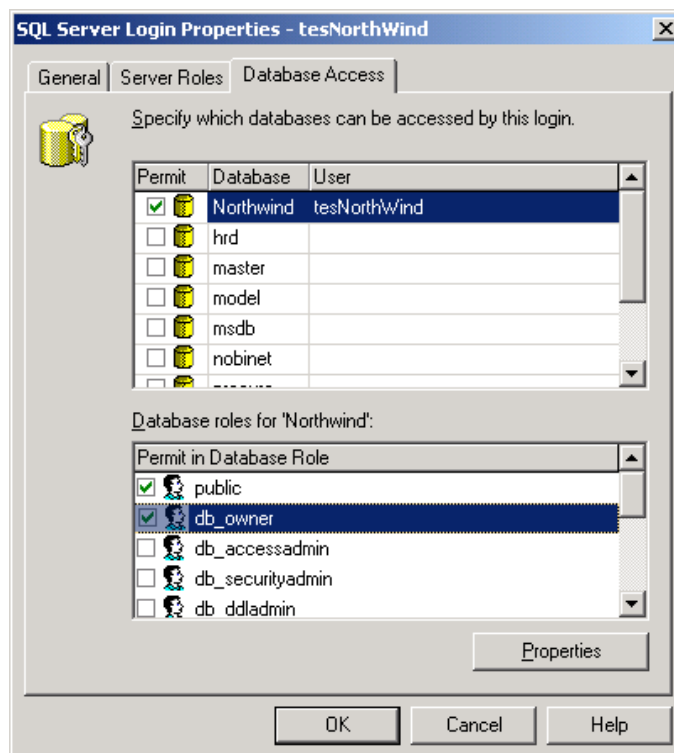 SQL Server Login Properties - tesNorthWind
General Server Roles Database Access
Specify which databases can be accessed by this login.
Permit Database User
Northwind tesNorthWind
hrd
master
model
msdb
nobinet
Database roles for 'Northwind':
Permit in Database Role
public
db_owner
db_accessadmin
db_securityadmin
db_ddladmin
Properties
OK Cancel Help